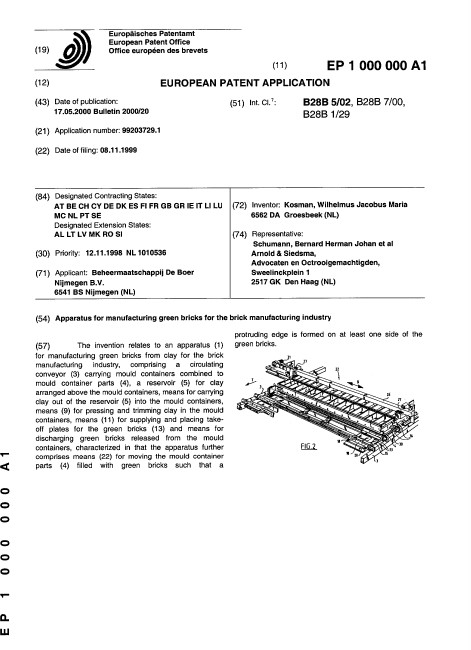 Europäisches Patentamt
European Patent Office
Office européen des brevets
(19)
(11) EP 1 000 000 A1
(12) EUROPEAN PATENT APPLICATION
(43) Date of publication:
17.05.2000 Bulletin 2000/20
(51) Int. Cl.7: B28B 5/02, B28B 7/00,
B28B 1/29
(21) Application number: 99203729.1
(22) Date of filing: 08.11.1999
(84) Designated Contracting States:
AT BE CH CY DE DK ES FI FR GB GR IE IT LI LU
MC NL PT SE
Designated Extension States:
AL LT LV MK RO SI
(30) Priority: 12.11.1998 NL 1010536
(71) Applicant: Beheermaatschappij De Boer
Nijmegen B.V.
6541 BS Nijmegen (NL)
(72) Inventor: Kosman, Wilhelmus Jacobus Maria
6562 DA Groesbeek (NL)
(74) Representative:
Schumann, Bernard Herman Johan et al
Arnold & Siedsma,
Advocaten en Octrooigemachtigden,
Sweelinckplein 1
2517 GK Den Haag (NL)
(54) Apparatus for manufacturing green bricks for the brick manufacturing industry
(57) The invention relates to an apparatus (1)
for manufacturing green bricks from clay for the brick
manufacturing industry, comprising a circulating
conveyor (3) carrying mould containers combined to
mould container parts (4), a reservoir (5) for clay
arranged above the mould containers, means for carrying
clay out of the reservoir (5) into the mould containers,
means (9) for pressing and trimming clay in the mould
containers, means (11) for supplying and placing take-
off plates for the green bricks (13) and means for
discharging green bricks released from the mould
containers, characterized in that the apparatus further
comprises means (22) for moving the mould container
parts (4) filled with green bricks such that a
protruding edge is formed on at least one side of the
green bricks.
FIG.2
EP 1 000 000 A1